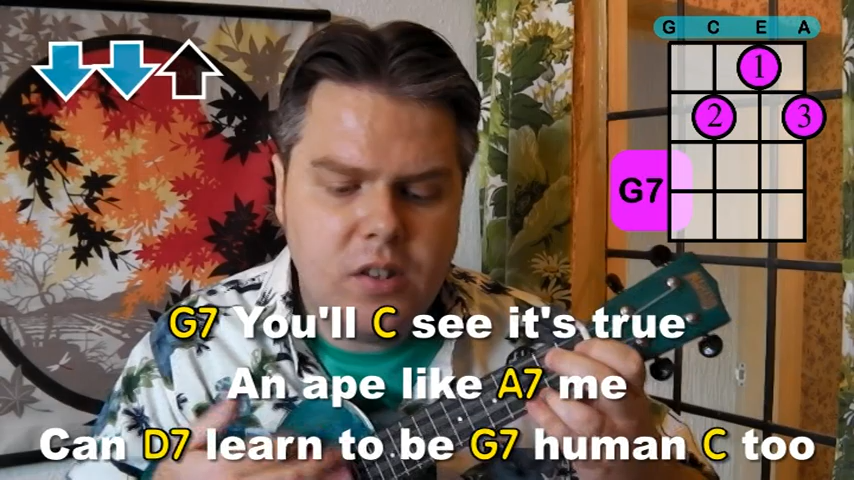 G C E A
1
2 3
G7
G7 You'll C see it's true
An ape like A7 me
Can D7 learn to be G7 human C too